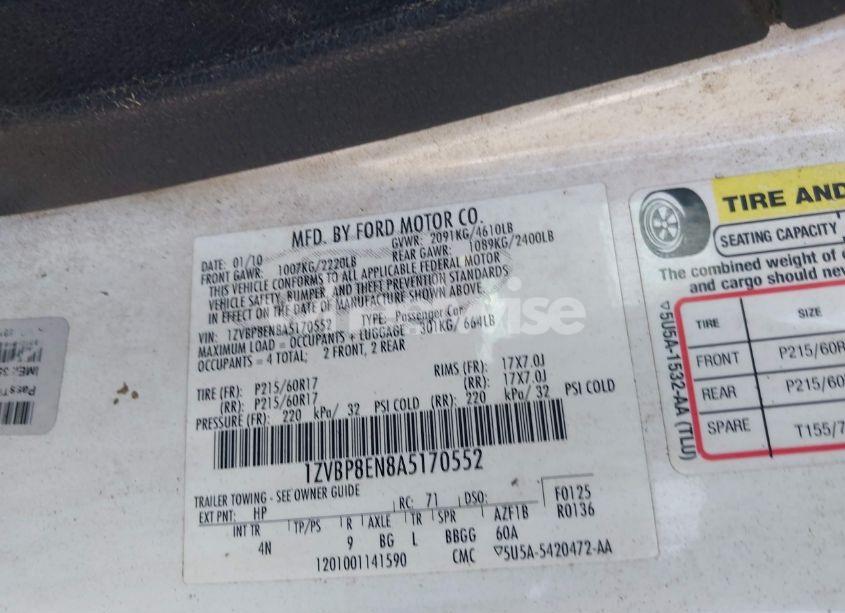 MFD. BY FORD MOTOR CO.
DATE: 01/10 GVWR: 2091KG/4610LB
FRONT GAWR: 1007KG/2220LB REAR GAWR: 1089KG/2400LB
THIS VEHICLE CONFORMS TO ALL APPLICABLE FEDERAL MOTOR
VEHICLE SAFETY, BUMPER, AND THEFT PREVENTION STANDARDS
IN EFFECT ON THE DATE OF MANUFACTURE SHOWN ABOVE.
VIN: 1ZVBP8EN8A5170552 TYPE: Passenger Car
MAXIMUM LOAD = OCCUPANTS + LUGGAGE = 301KG/ 664LB
OCCUPANTS = 4 TOTAL; 2 FRONT, 2 REAR
TIRE (FR): P215/60R17 RIMS (FR): 17X7.0J
(RR): P215/60R17 (RR): 17X7.0J
PRESSURE (FR): 220 kPa/ 32 PSI COLD (RR): 220 kPa/ 32 PSI COLD
1ZVBP8EN8A5170552
TRAILER TOWING - SEE OWNER GUIDE
EXT PNT: HP RC: 71 DSO: F0125
INT TR TP/PS R AXLE TR SPR AZF1B R0136
4N 9 BG L BBGG 60A
1201001141590 CMC ▽5U5A-5420472-AA
TIRE AND
SEATING CAPACITY
The combined weight of
and cargo should nev
TIRE SIZE
FRONT P215/60R
REAR P215/60
SPARE T155/7
▽5U5A-1532-AA (TLU)